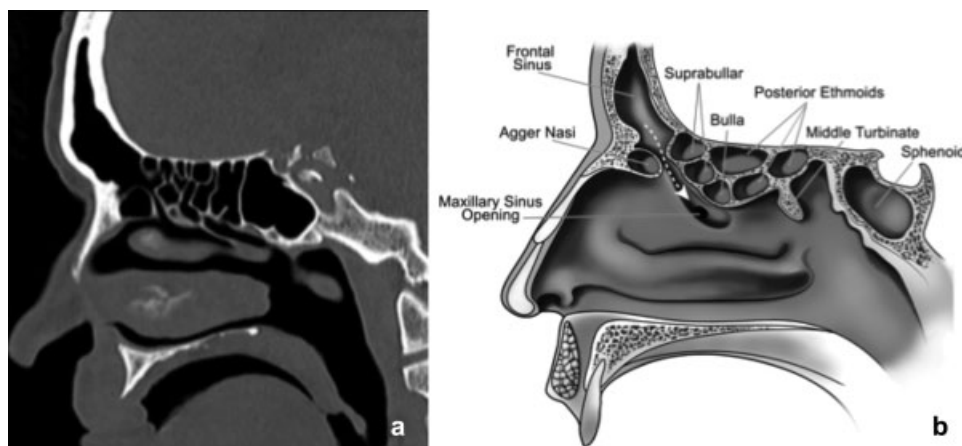 Frontal
Sinus
Suprabullar
Posterior Ethmoids
Bulla
Middle Turbinate
Agger Nasi
Sphenoid
Maxillary Sinus
Opening
a
b